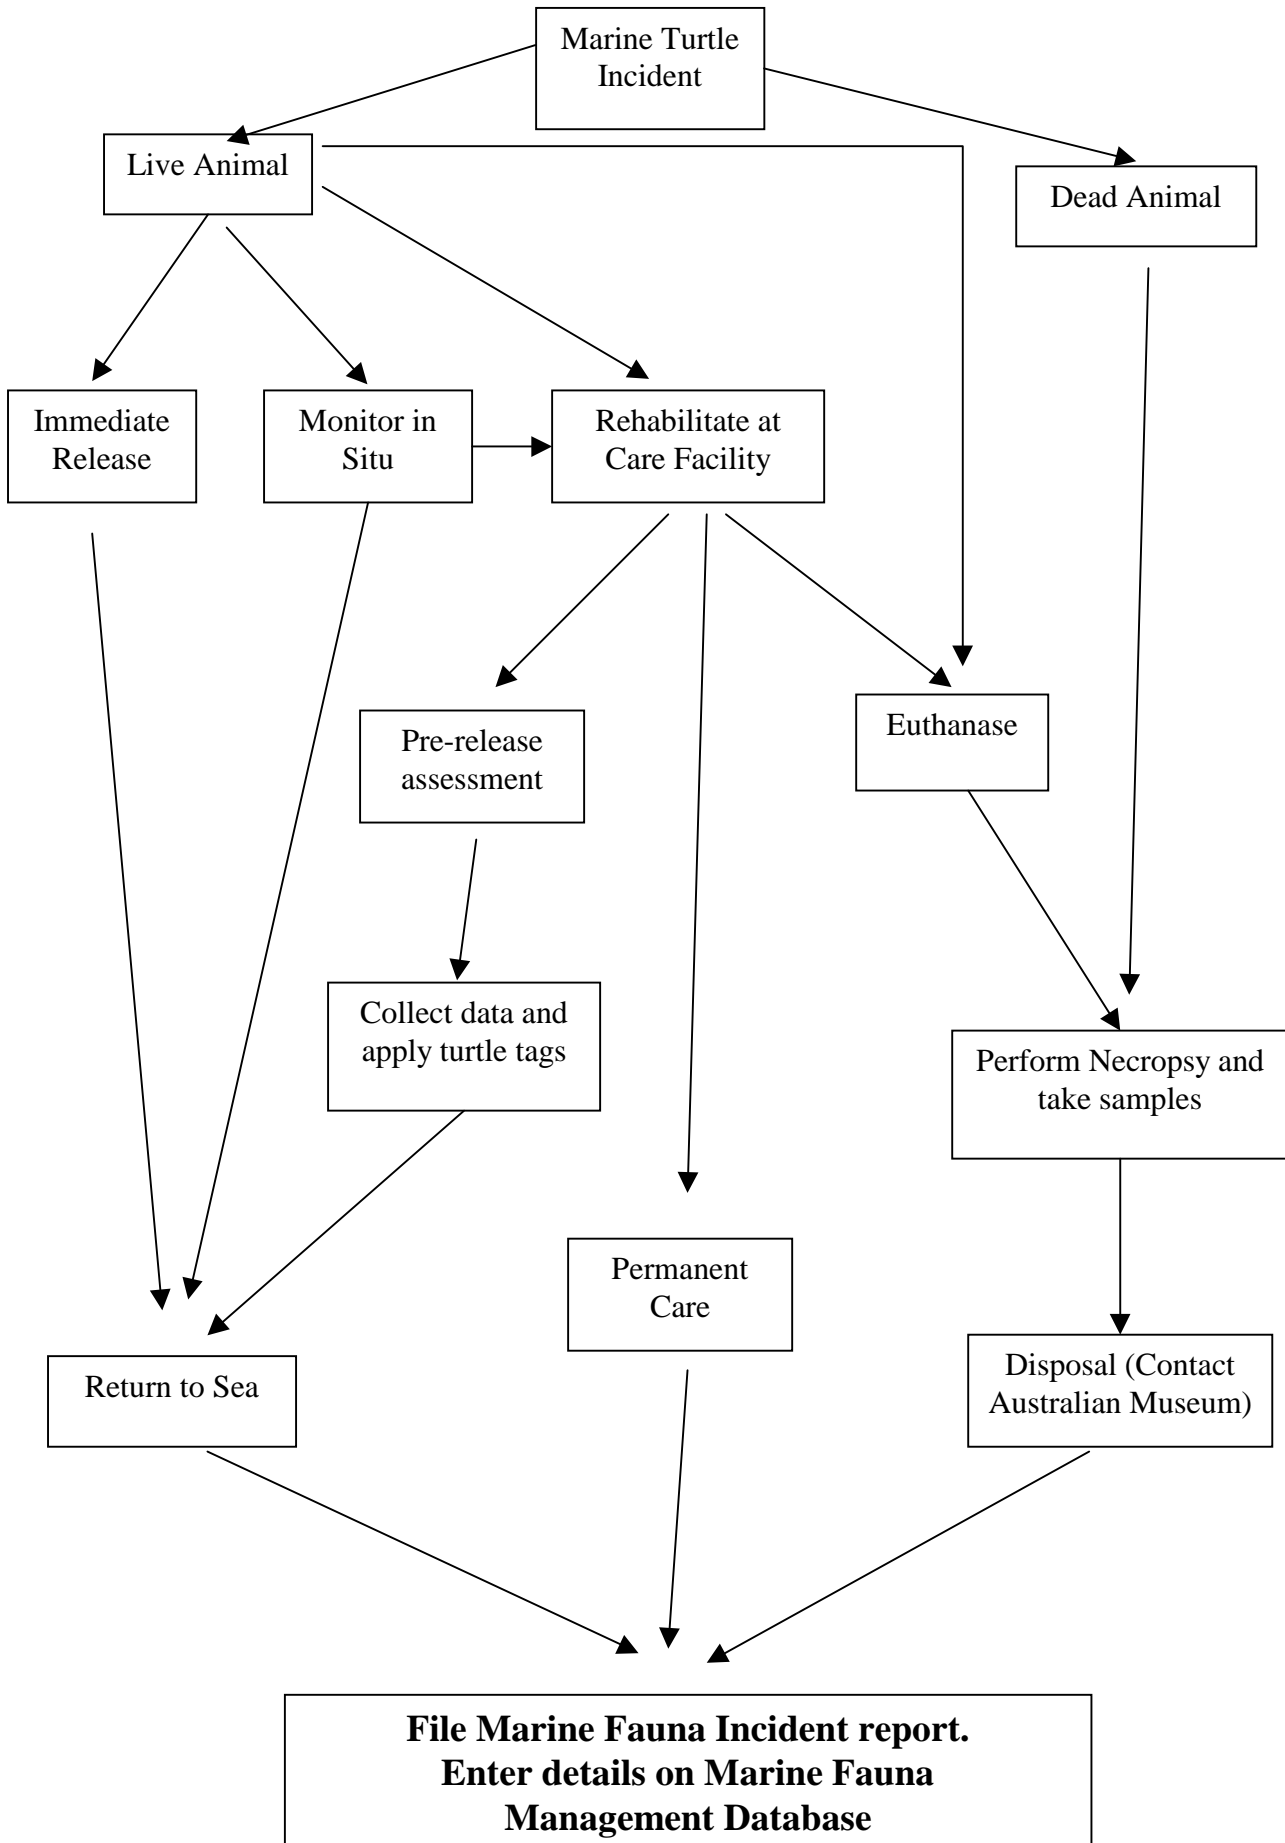 Marine Turtle
Incident
Live Animal
Dead Animal
Immediate
Release
Monitor in
Situ
Rehabilitate at
Care Facility
Pre-release
assessment
Euthanase
Collect data and
apply turtle tags
Perform Necropsy and
take samples
Permanent
Care
Return to Sea
Disposal (Contact
Australian Museum)
File Marine Fauna Incident report.
Enter details on Marine Fauna
Management Database